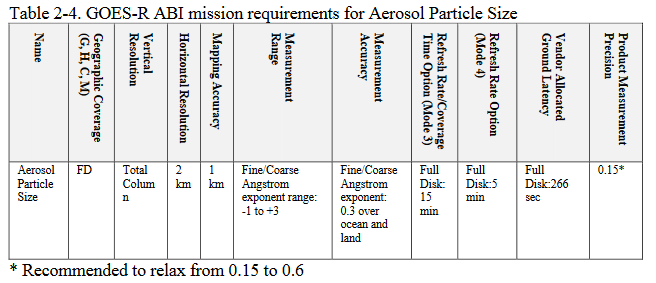 Table 2-4. GOES-R ABI mission requirements for Aerosol Particle Size
Name
Geographic Coverage
(G, H, C, M)
Vertical
Resolution
Horizontal Resolution
Mapping Accuracy
Measurement
Range
Measurement
Accuracy
Refresh Rate/Coverage
Time Option (Mode 3)
Refresh Rate Option
(Mode 4)
Vendor Allocated
Ground Latency
Product Measurement
Precision
Aerosol
Particle
Size
FD
Total
Colum
n
2
km
1
km
Fine/Coarse
Angstrom
exponent range:
-1 to +3
Fine/Coarse
Angstrom
exponent:
0.3 over
ocean and
land
Full
Disk:
15
min
Full
Disk:5
min
Full
Disk:266
sec
0.15*
* Recommended to relax from 0.15 to 0.6